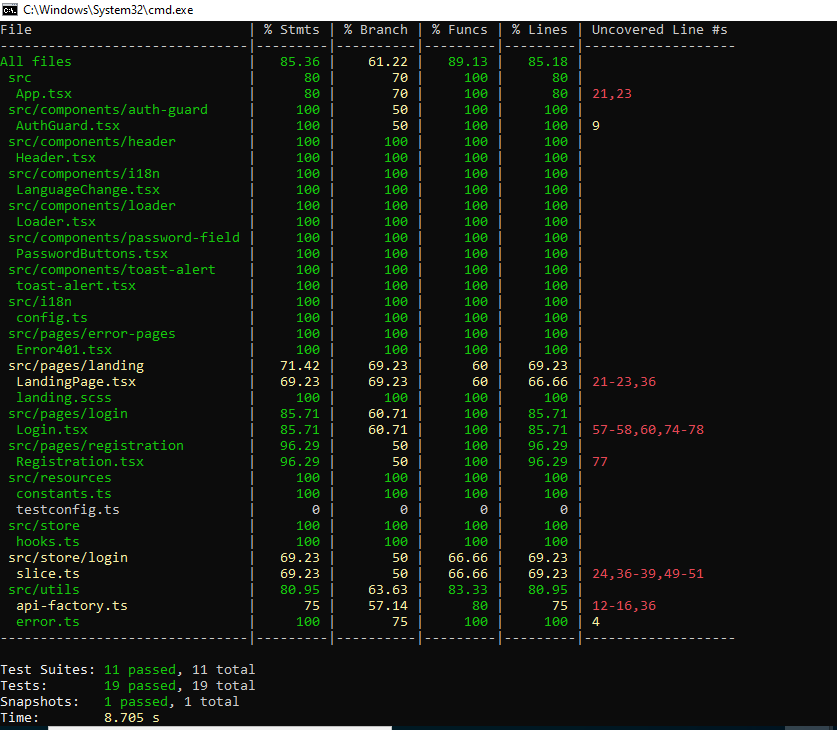 C:\Windows\System32\cmd.exe
File | % Stmts | % Branch | % Funcs | % Lines | Uncovered Line #s
-------------------------------|---------|----------|---------|---------|-------------------
All files | 85.36 | 61.22 | 89.13 | 85.18 |
src | 80 | 70 | 100 | 80 |
App.tsx | 80 | 70 | 100 | 80 | 21,23
src/components/auth-guard | 100 | 50 | 100 | 100 |
AuthGuard.tsx | 100 | 50 | 100 | 100 | 9
src/components/header | 100 | 100 | 100 | 100 |
Header.tsx | 100 | 100 | 100 | 100 |
src/components/i18n | 100 | 100 | 100 | 100 |
LanguageChange.tsx | 100 | 100 | 100 | 100 |
src/components/loader | 100 | 100 | 100 | 100 |
Loader.tsx | 100 | 100 | 100 | 100 |
src/components/password-field | 100 | 100 | 100 | 100 |
PasswordButtons.tsx | 100 | 100 | 100 | 100 |
src/components/toast-alert | 100 | 100 | 100 | 100 |
toast-alert.tsx | 100 | 100 | 100 | 100 |
src/i18n | 100 | 100 | 100 | 100 |
config.ts | 100 | 100 | 100 | 100 |
src/pages/error-pages | 100 | 100 | 100 | 100 |
Error401.tsx | 100 | 100 | 100 | 100 |
src/pages/landing | 71.42 | 69.23 | 60 | 69.23 |
LandingPage.tsx | 69.23 | 69.23 | 60 | 66.66 | 21-23,36
landing.scss | 100 | 100 | 100 | 100 |
src/pages/login | 85.71 | 60.71 | 100 | 85.71 |
Login.tsx | 85.71 | 60.71 | 100 | 85.71 | 57-58,60,74-78
src/pages/registration | 96.29 | 50 | 100 | 96.29 |
Registration.tsx | 96.29 | 50 | 100 | 96.29 | 77
src/resources | 100 | 100 | 100 | 100 |
constants.ts | 100 | 100 | 100 | 100 |
testconfig.ts | 0 | 0 | 0 | 0 |
src/store | 100 | 100 | 100 | 100 |
hooks.ts | 100 | 100 | 100 | 100 |
src/store/login | 69.23 | 50 | 66.66 | 69.23 |
slice.ts | 69.23 | 50 | 66.66 | 69.23 | 24,36-39,49-51
src/utils | 80.95 | 63.63 | 83.33 | 80.95 |
api-factory.ts | 75 | 57.14 | 80 | 75 | 12-16,36
error.ts | 100 | 75 | 100 | 100 | 4
-------------------------------|---------|----------|---------|---------|-------------------
Test Suites: 11 passed, 11 total
Tests: 19 passed, 19 total
Snapshots: 1 passed, 1 total
Time: 8.705 s